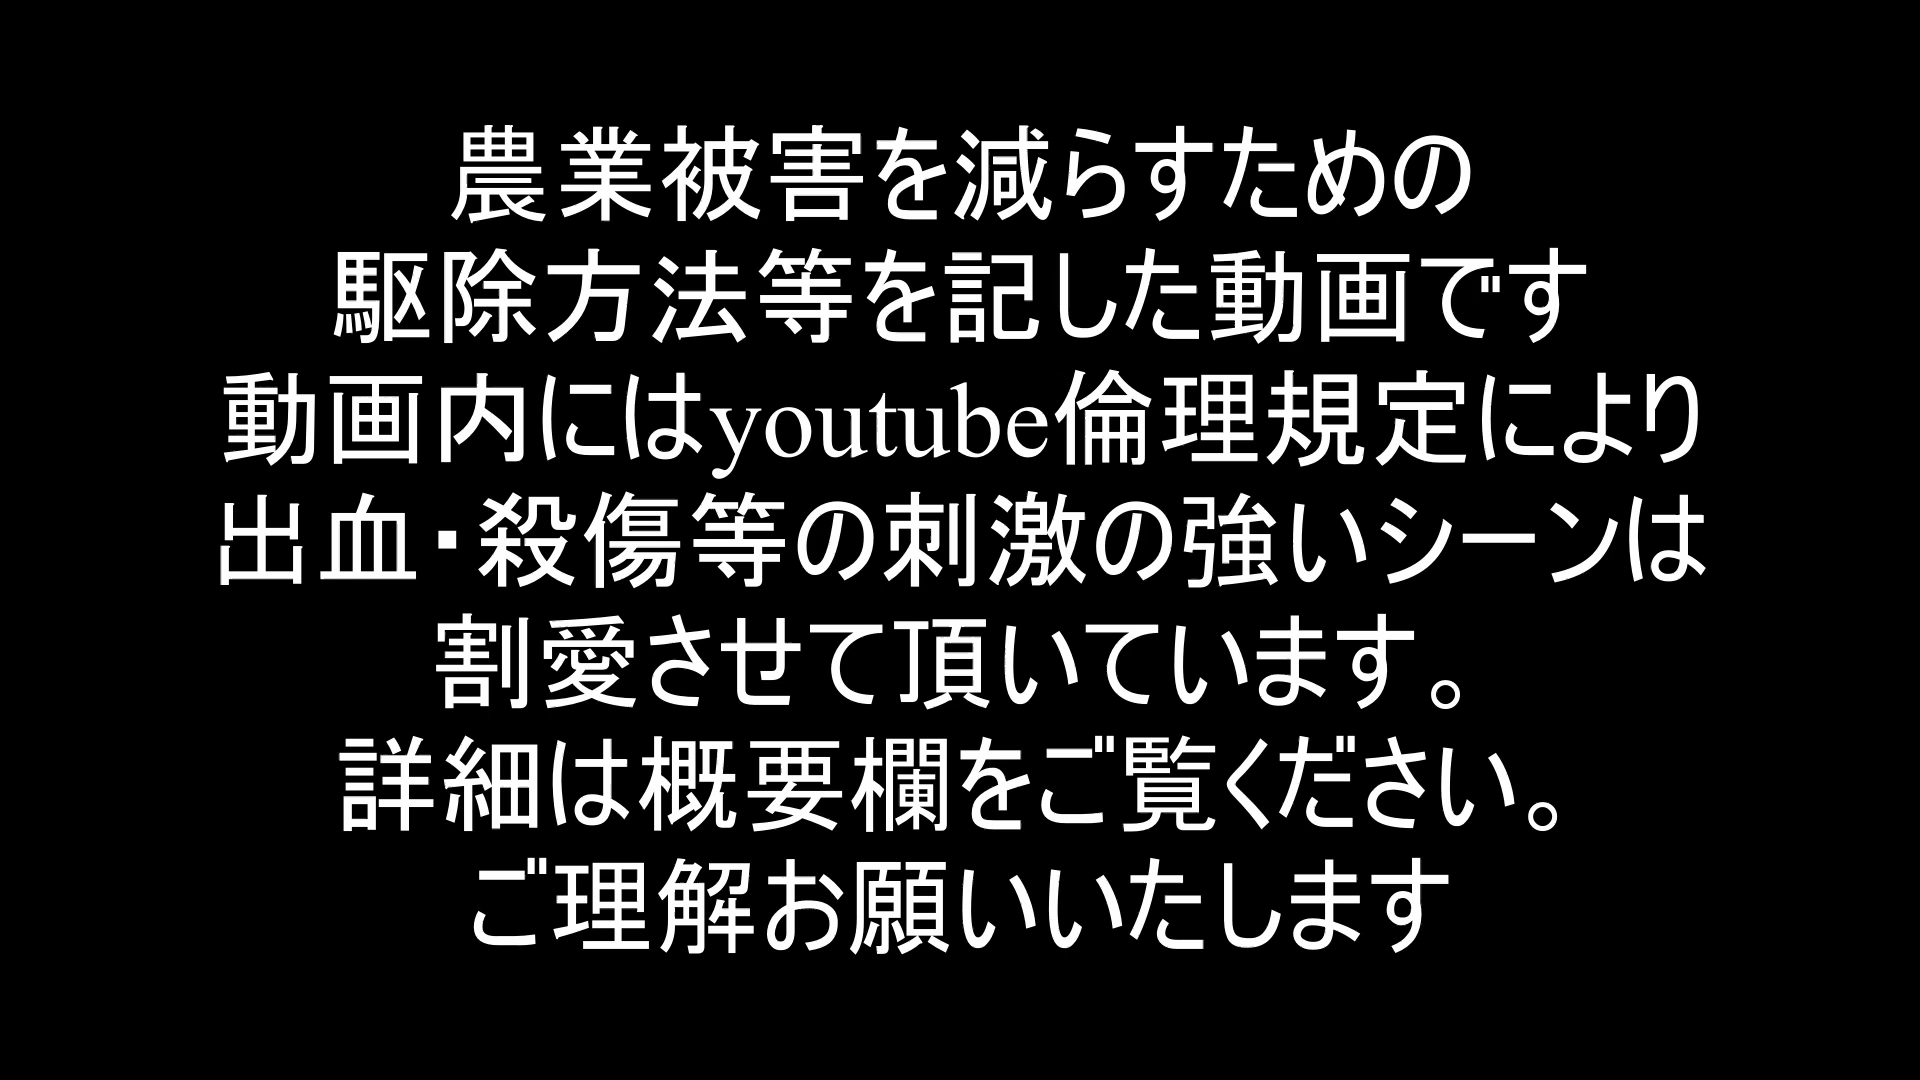 農業被害を減らすための
駆除方法等を記した動画です
動画内にはyoutube倫理規定により
出血・殺傷等の刺激の強いシーンは
割愛させて頂いています。
詳細は概要欄をご覧ください。
ご理解お願いいたします